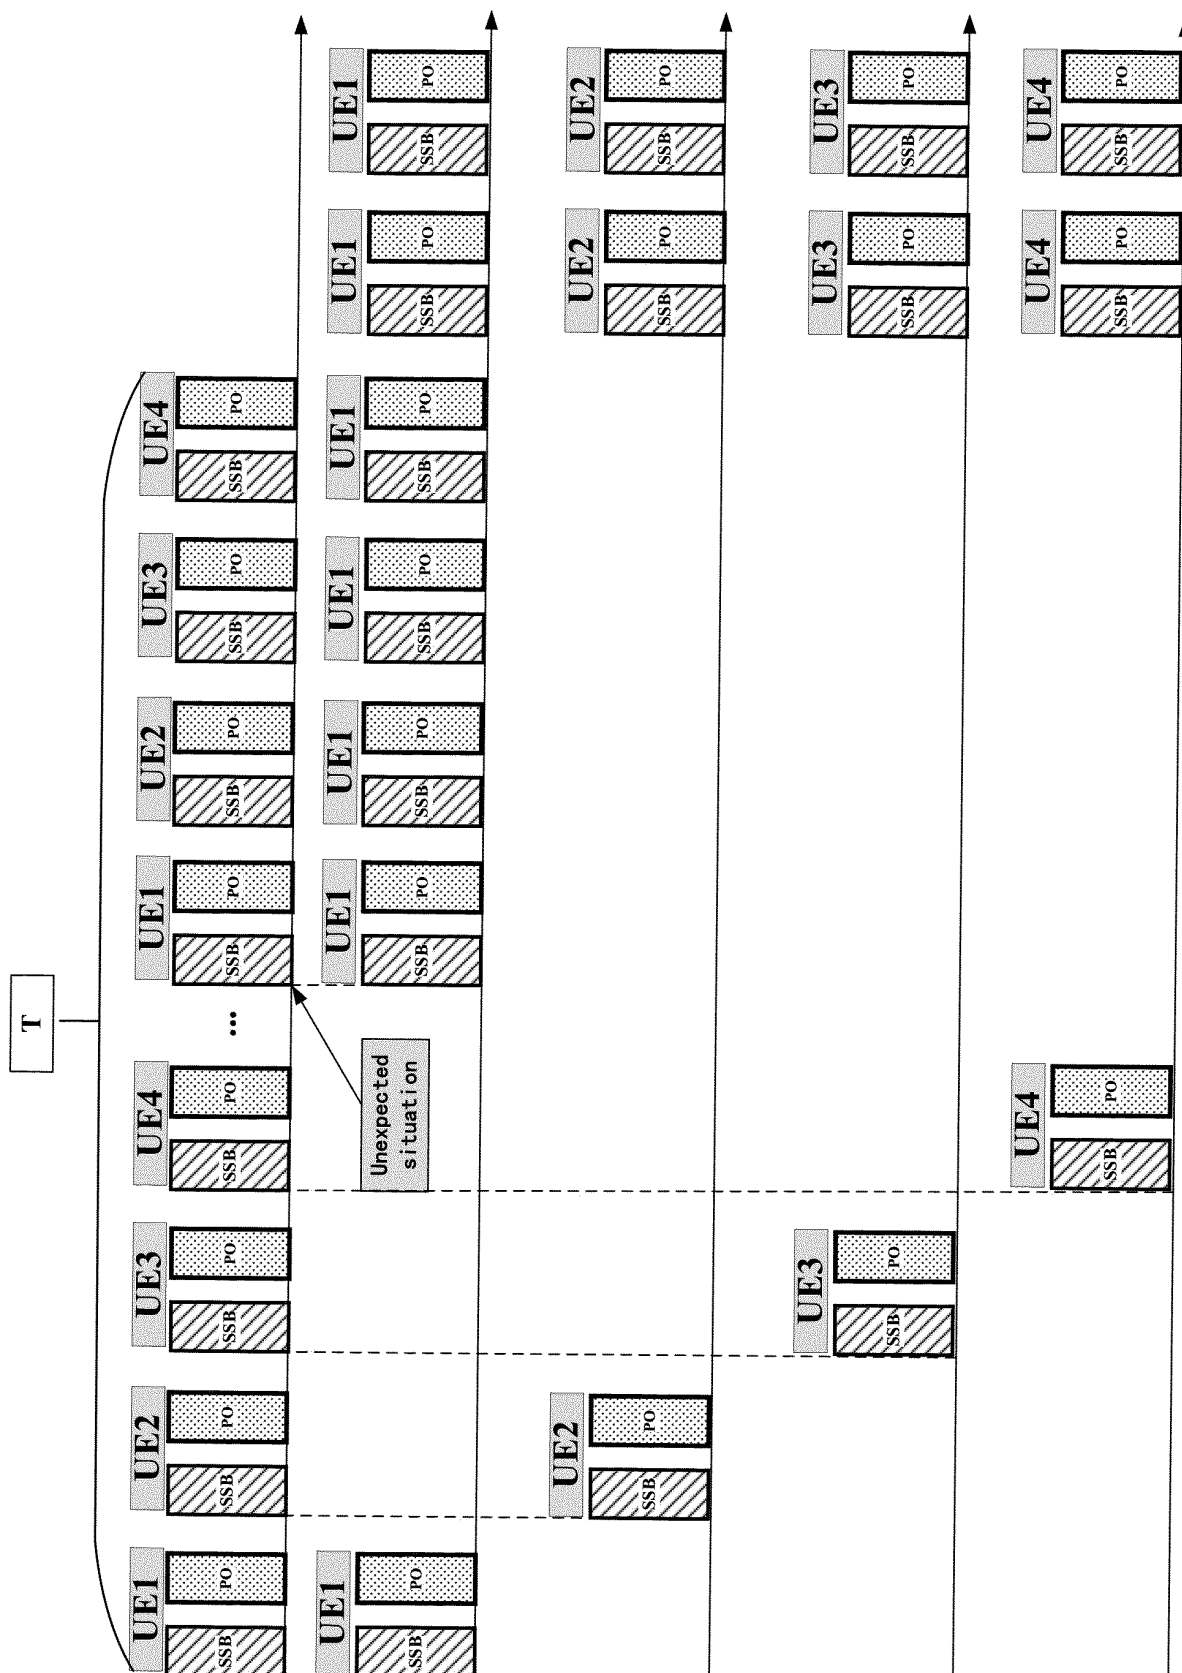 T
UE1 UE2 UE3 UE4 UE1 UE2 UE3 UE4
SSB PO SSB PO SSB PO SSB PO ... SSB PO SSB PO SSB PO SSB PO
UE1 UE1 UE1 UE1 UE1 UE1 UE1
Unexpected
situation
SSB PO SSB PO SSB PO SSB PO SSB PO SSB PO SSB PO
UE2 UE2 UE2
SSB PO SSB PO SSB PO
UE3 UE3 UE3
SSB PO SSB PO SSB PO
UE4 UE4 UE4
SSB PO SSB PO SSB PO